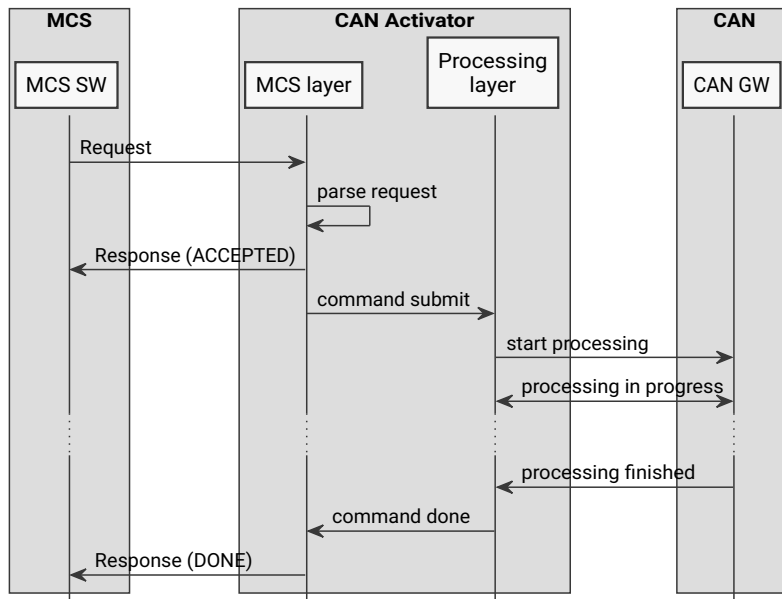 MCS
CAN Activator
CAN
MCS SW
MCS layer
Processing
layer
CAN GW
Request
parse request
Response (ACCEPTED)
command submit
start processing
processing in progress
processing finished
command done
Response (DONE)